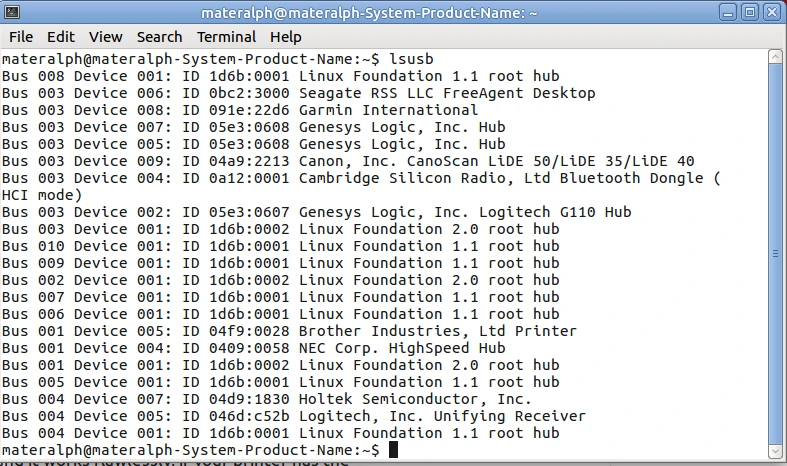 materalph@materalph-System-Product-Name: ~
File Edit View Search Terminal Help
materalph@materalph-System-Product-Name:~$ lsusb
Bus 008 Device 001: ID 1d6b:0001 Linux Foundation 1.1 root hub
Bus 003 Device 006: ID 0bc2:3000 Seagate RSS LLC FreeAgent Desktop
Bus 003 Device 008: ID 091e:22d6 Garmin International
Bus 003 Device 007: ID 05e3:0608 Genesys Logic, Inc. Hub
Bus 003 Device 005: ID 05e3:0608 Genesys Logic, Inc. Hub
Bus 003 Device 009: ID 04a9:2213 Canon, Inc. CanoScan LiDE 50/LiDE 35/LiDE 40
Bus 003 Device 004: ID 0a12:0001 Cambridge Silicon Radio, Ltd Bluetooth Dongle (
HCI mode)
Bus 003 Device 002: ID 05e3:0607 Genesys Logic, Inc. Logitech G110 Hub
Bus 003 Device 001: ID 1d6b:0002 Linux Foundation 2.0 root hub
Bus 010 Device 001: ID 1d6b:0001 Linux Foundation 1.1 root hub
Bus 009 Device 001: ID 1d6b:0001 Linux Foundation 1.1 root hub
Bus 002 Device 001: ID 1d6b:0002 Linux Foundation 2.0 root hub
Bus 007 Device 001: ID 1d6b:0001 Linux Foundation 1.1 root hub
Bus 006 Device 001: ID 1d6b:0001 Linux Foundation 1.1 root hub
Bus 001 Device 005: ID 04f9:0028 Brother Industries, Ltd Printer
Bus 001 Device 004: ID 0409:0058 NEC Corp. HighSpeed Hub
Bus 001 Device 001: ID 1d6b:0002 Linux Foundation 2.0 root hub
Bus 005 Device 001: ID 1d6b:0001 Linux Foundation 1.1 root hub
Bus 004 Device 007: ID 04d9:1830 Holtek Semiconductor, Inc.
Bus 004 Device 005: ID 046d:c52b Logitech, Inc. Unifying Receiver
Bus 004 Device 001: ID 1d6b:0001 Linux Foundation 1.1 root hub
materalph@materalph-System-Product-Name:~$